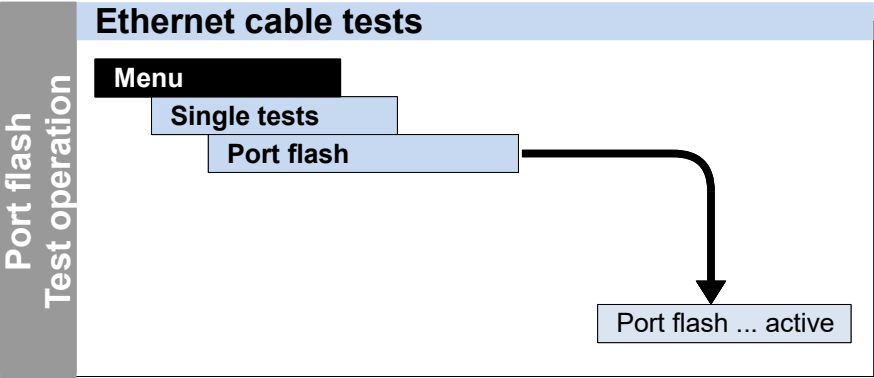 Ethernet cable tests
Port flash
Test operation
Menu
Single tests
Port flash
Port flash ... active